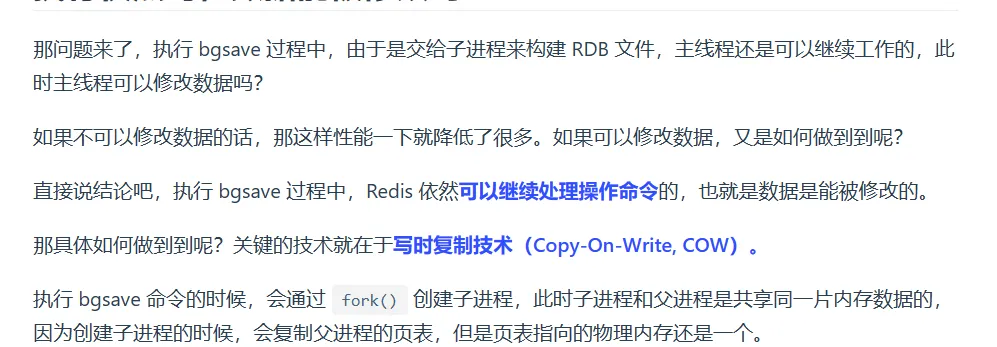 那问题来了，执行 bgsave 过程中，由于是交给子进程来构建 RDB 文件，主线程还是可以继续工作的，此
时主线程可以修改数据吗？
如果不可以修改数据的话，那这样性能一下就降低了很多。如果可以修改数据，又是如何做到到呢？
直接说结论吧，执行 bgsave 过程中，Redis 依然可以继续处理操作命令的，也就是数据是能被修改的。
那具体如何做到到呢？关键的技术就在于写时复制技术（Copy-On-Write, COW）。
执行 bgsave 命令的时候，会通过 fork() 创建子进程，此时子进程和父进程是共享同一片内存数据的，
因为创建子进程的时候，会复制父进程的页表，但是页表指向的物理内存还是一个。